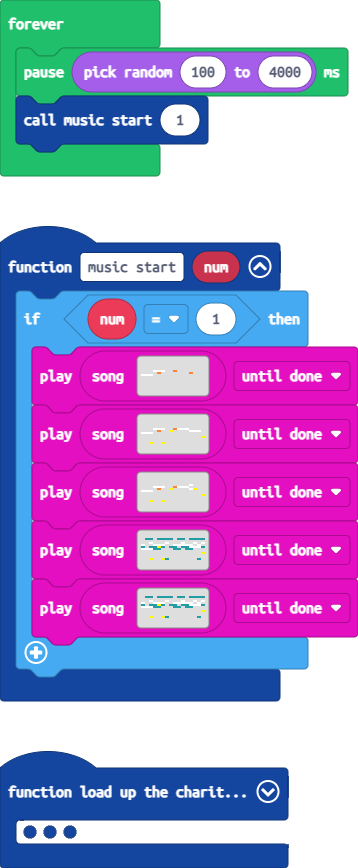 forever
pause pick random 100 to 4000 ms
call music start 1
function music start num
if num = 1 then
play song until done
play song until done
play song until done
play song until done
play song until done
function load up the charit...